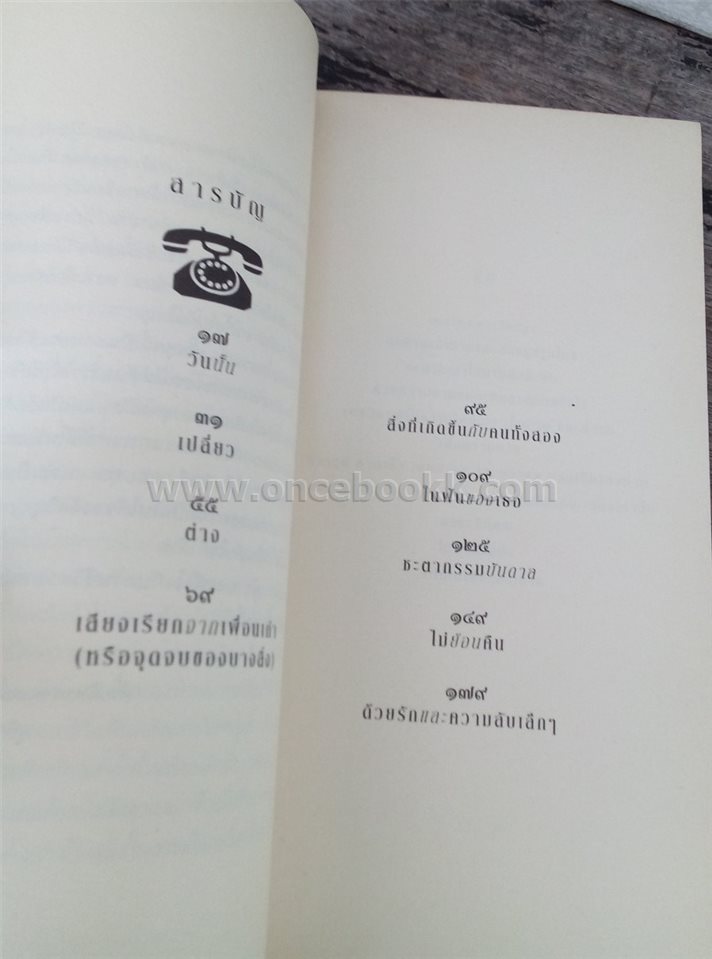 สารบัญ
๑๗
วันนั้น
๓๑
เปลี่ยว
๕๕
ต่าง
๖๙
เสียงเรียกจากเพื่อนเก่า
(หรือจุดจบของบางสิ่ง)
๙๕
สิ่งที่เกิดขึ้นกับคนทั้งสอง
๑๐๙
ในฝันของเธอ
๑๒๕
ชะตากรรมบันดาล
๑๔๙
ไม่ย้อนคืน
๑๗๙
ด้วยรักและความลับเล็กๆ
www.oncebookk.com